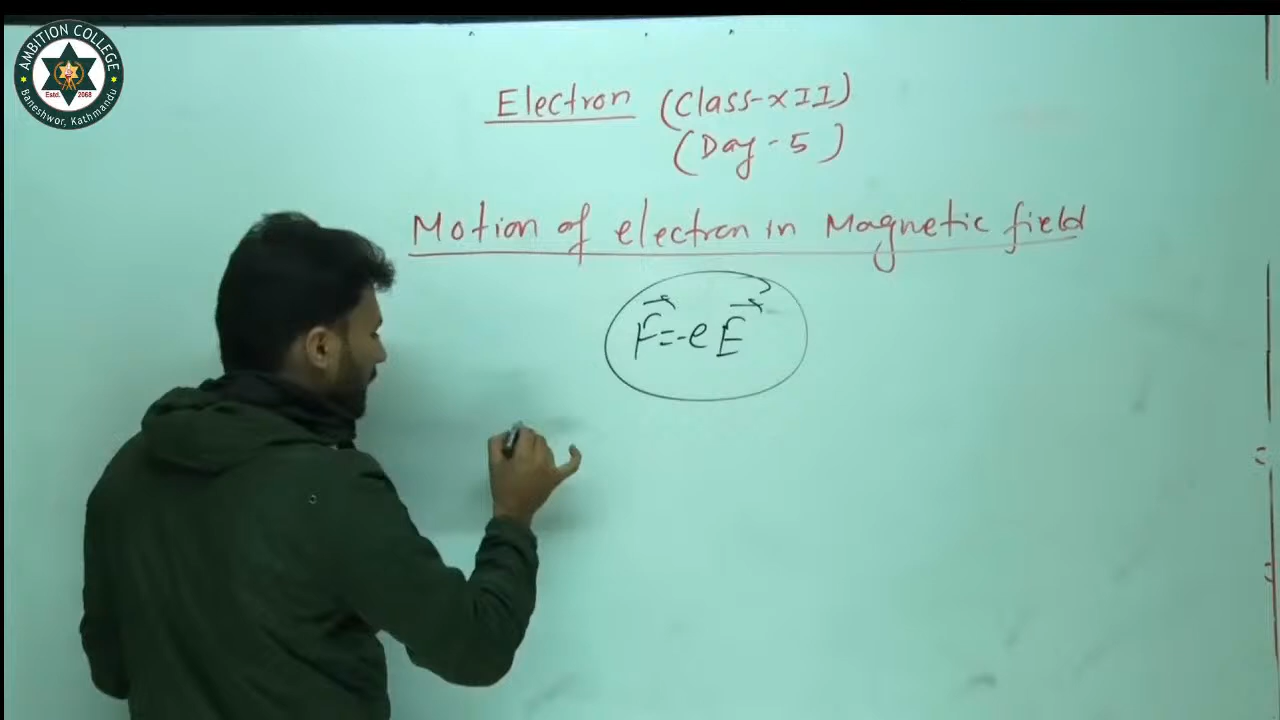 AMBITION COLLEGE
Estd. 2068
Baneshwor, Kathmandu
Electron (Class-XII)
(Day-5)
Motion of electron in Magnetic field
F⃗=-eE⃗